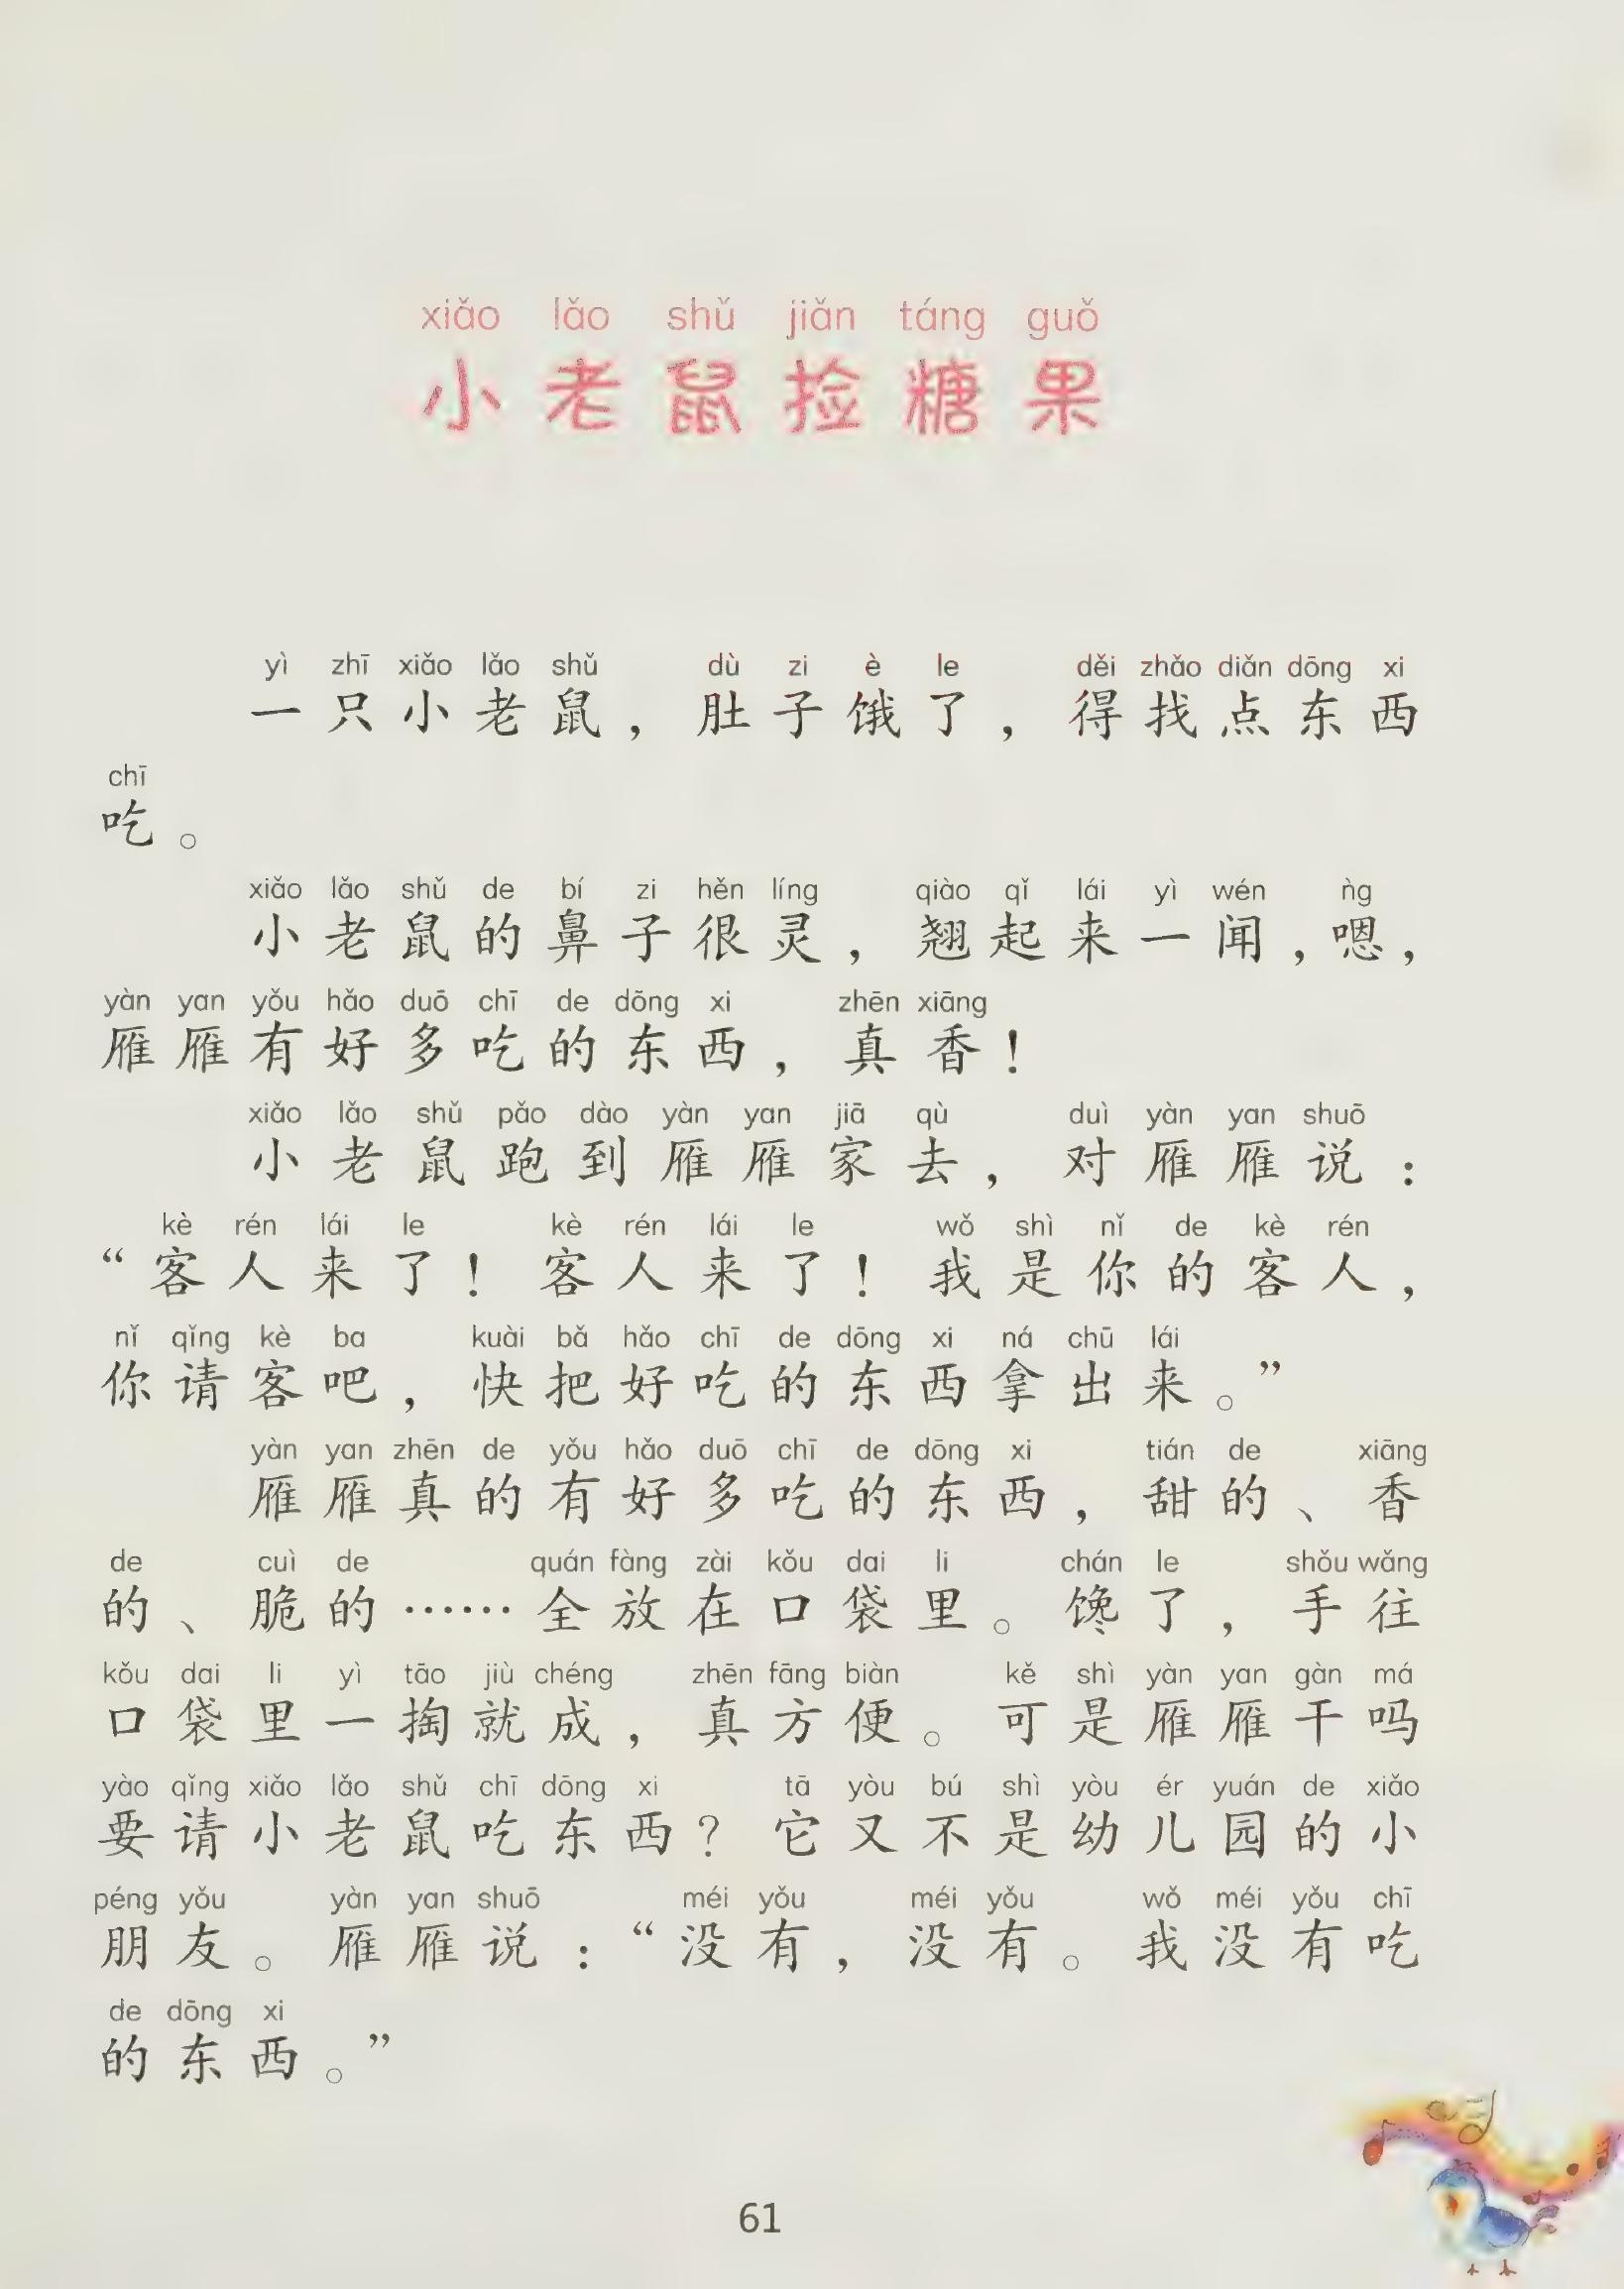 xiǎo lǎo shǔ jiǎn táng guǒ
小老鼠捡糖果
yì zhī xiǎo lǎo shǔ dù zi è le děi zhǎo diǎn dōng xi
一只小老鼠，肚子饿了，得找点东西
chī
吃。
xiǎo lǎo shǔ de bí zi hěn líng qiào qǐ lái yì wén ǹg
小老鼠的鼻子很灵，翘起来一闻，嗯，
yàn yan yǒu hǎo duō chī de dōng xi zhēn xiāng
雁雁有好多吃的东西，真香！
xiǎo lǎo shǔ pǎo dào yàn yan jiā qù duì yàn yan shuō
小老鼠跑到雁雁家去，对雁雁说：
kè rén lái le kè rén lái le wǒ shì nǐ de kè rén
“客人来了！客人来了！我是你的客人，
nǐ qǐng kè ba kuài bǎ hǎo chī de dōng xi ná chū lái
你请客吧，快把好吃的东西拿出来。”
yàn yan zhēn de yǒu hǎo duō chī de dōng xi tián de xiāng
雁雁真的有好多吃的东西，甜的、香
de cuì de quán fàng zài kǒu dai li chán le shǒu wǎng
的、脆的……全放在口袋里。馋了，手往
kǒu dai li yì tāo jiù chéng zhēn fāng biàn kě shì yàn yan gàn má
口袋里一掏就成，真方便。可是雁雁干吗
yào qǐng xiǎo lǎo shǔ chī dōng xi tā yòu bú shì yòu ér yuán de xiǎo
要请小老鼠吃东西？它又不是幼儿园的小
péng yǒu yàn yan shuō méi yǒu méi yǒu wǒ méi yǒu chī
朋友。雁雁说：“没有，没有。我没有吃
de dōng xi
的东西。”
61